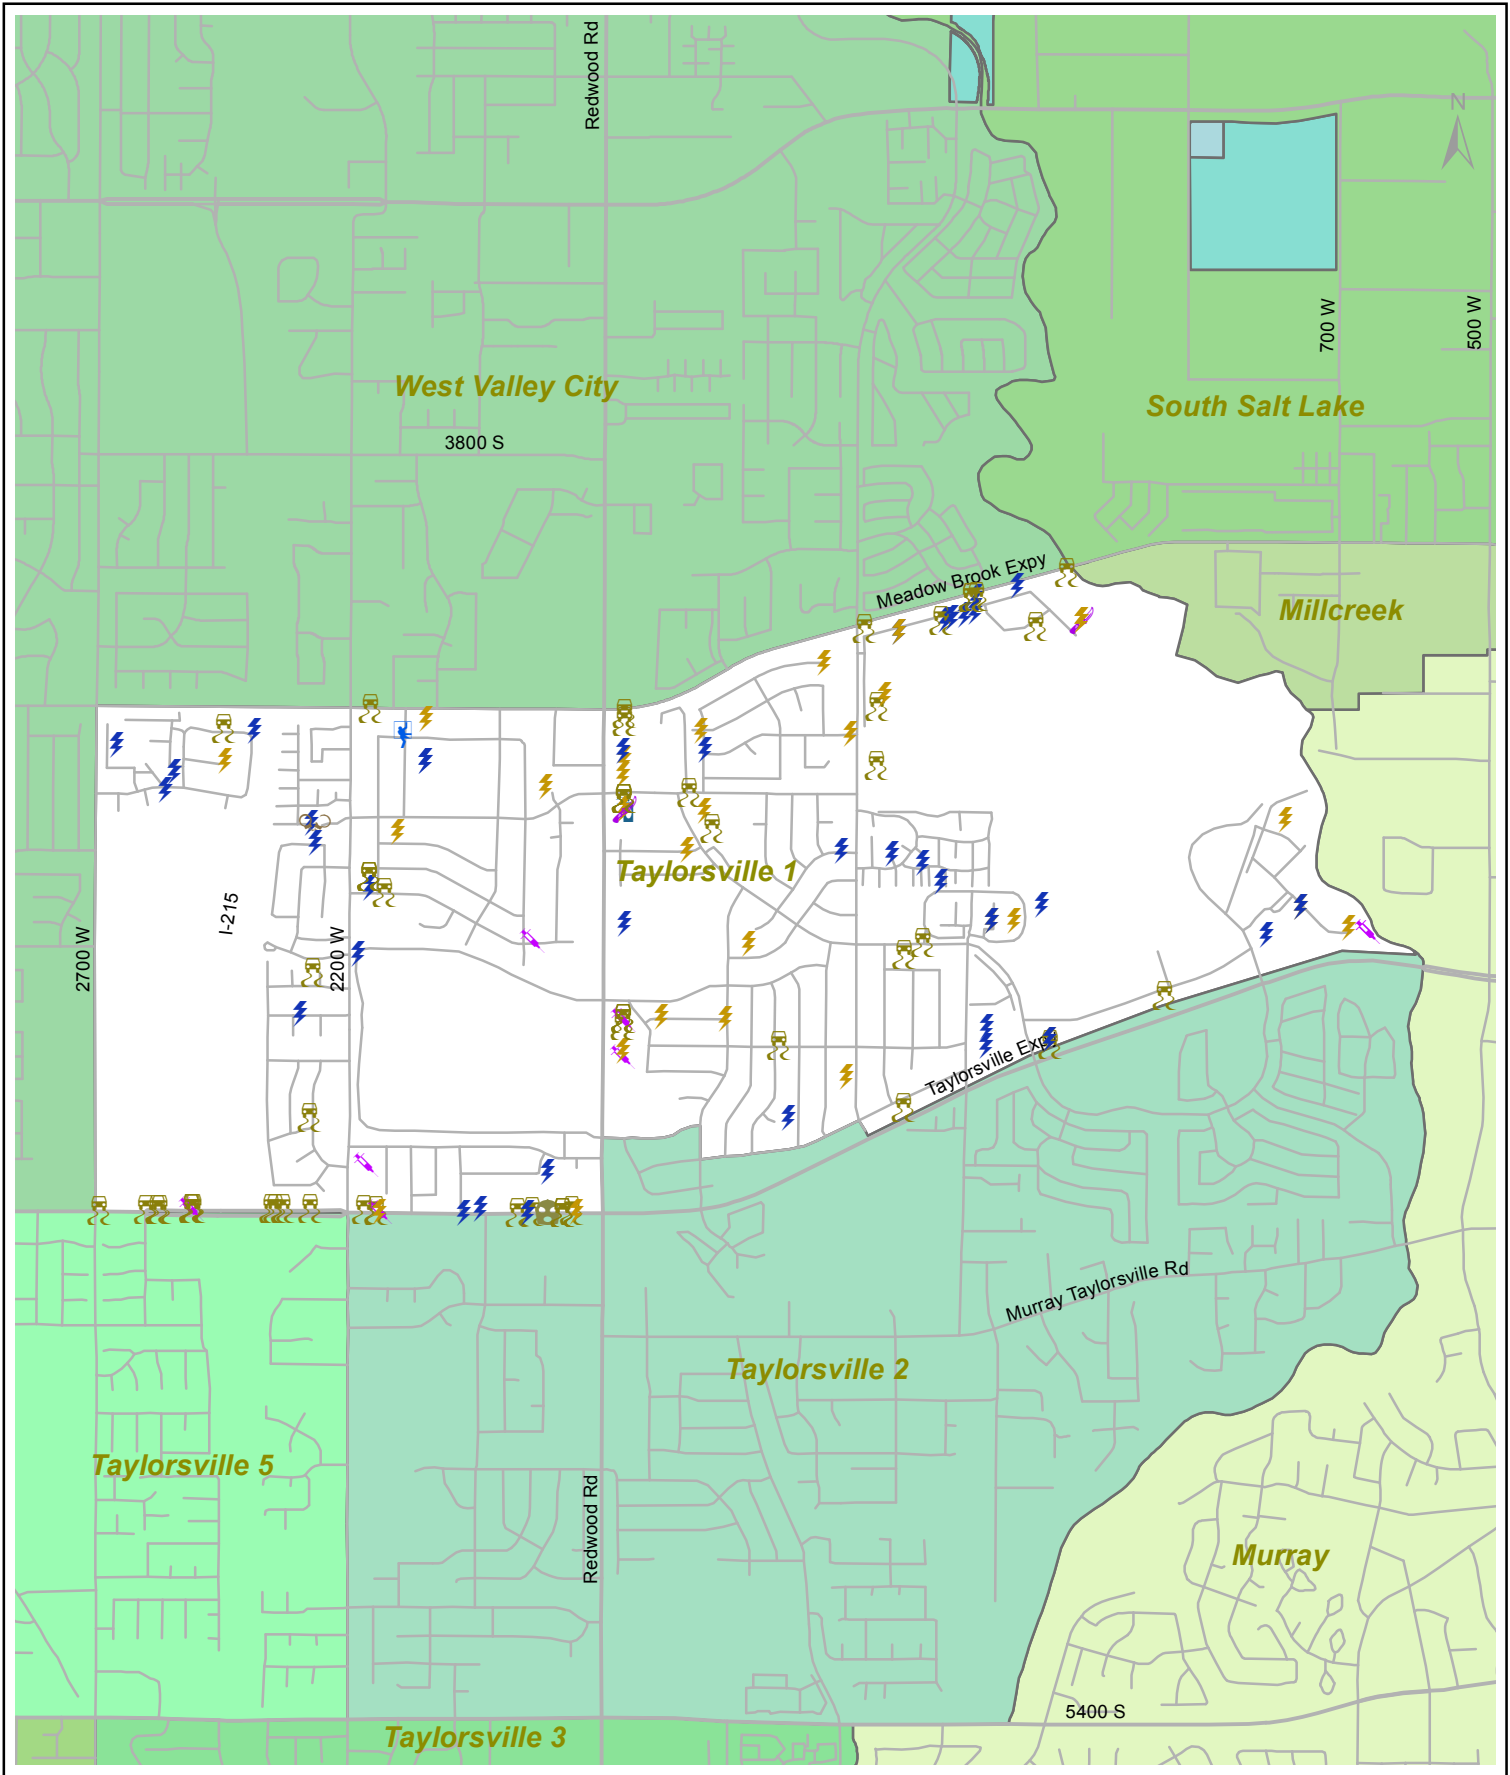 Redwood Rd
N
700 W
500 W
West Valley City
South Salt Lake
3800 S
Meadow Brook Expy
Millcreek
Taylorsville 1
I-215
2700 W
2200 W
Taylorsville Expy
Murray Taylorsville Rd
Taylorsville 2
Taylorsville 5
Redwood Rd
Murray
5400 S
Taylorsville 3